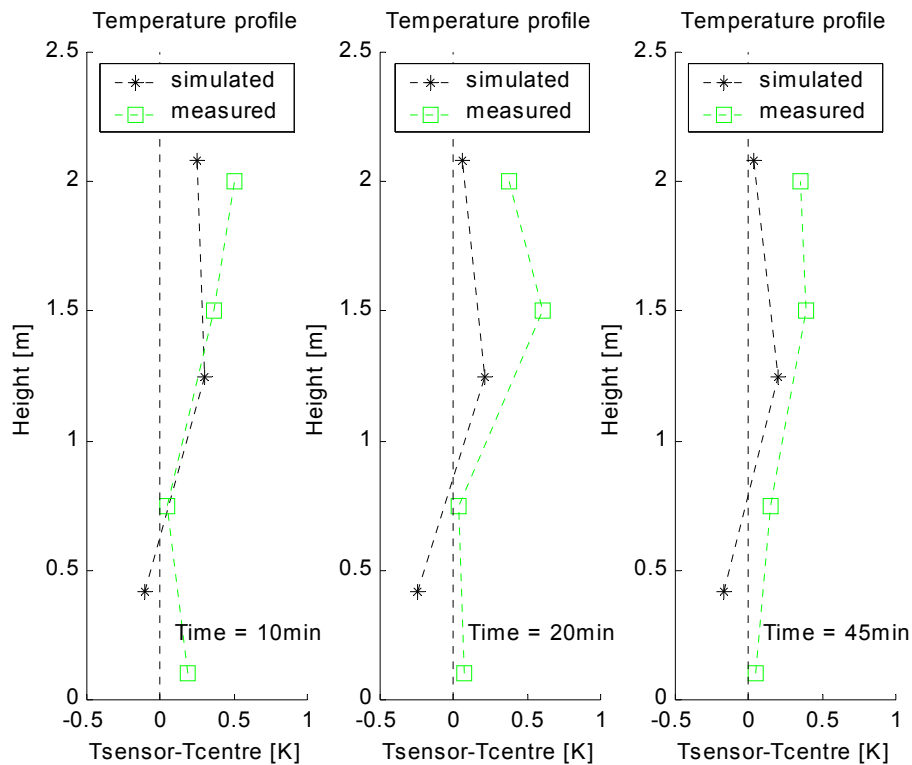 Temperature profile
2.5
simulated
measured
2
1.5
1
0.5
0
Height [m]
Time = 10min
-0.5
0
0.5
1
Tsensor-Tcentre [K]
Temperature profile
2.5
simulated
measured
2
1.5
1
0.5
0
Height [m]
Time = 20min
-0.5
0
0.5
1
Tsensor-Tcentre [K]
Temperature profile
2.5
simulated
measured
2
1.5
1
0.5
0
Height [m]
Time = 45min
-0.5
0
0.5
1
Tsensor-Tcentre [K]